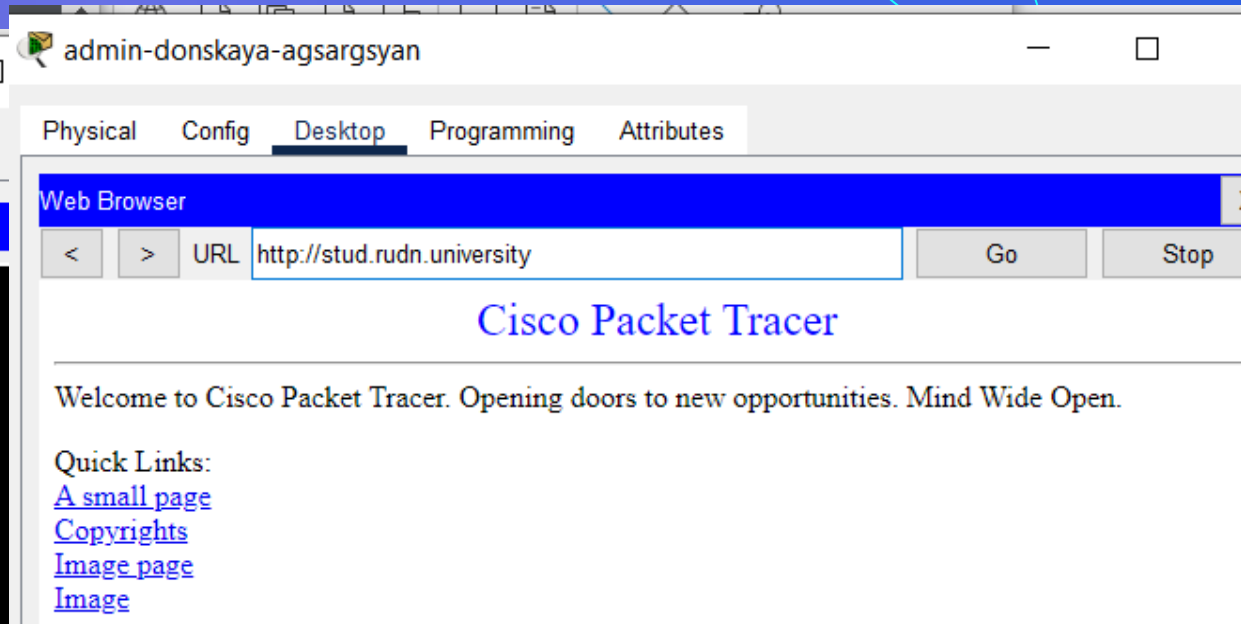 admin-donskaya-agsargsyan
Physical Config Desktop Programming Attributes
Web Browser
< > URL http://stud.rudn.university Go Stop
Cisco Packet Tracer
Welcome to Cisco Packet Tracer. Opening doors to new opportunities. Mind Wide Open.
Quick Links:
A small page
Copyrights
Image page
Image